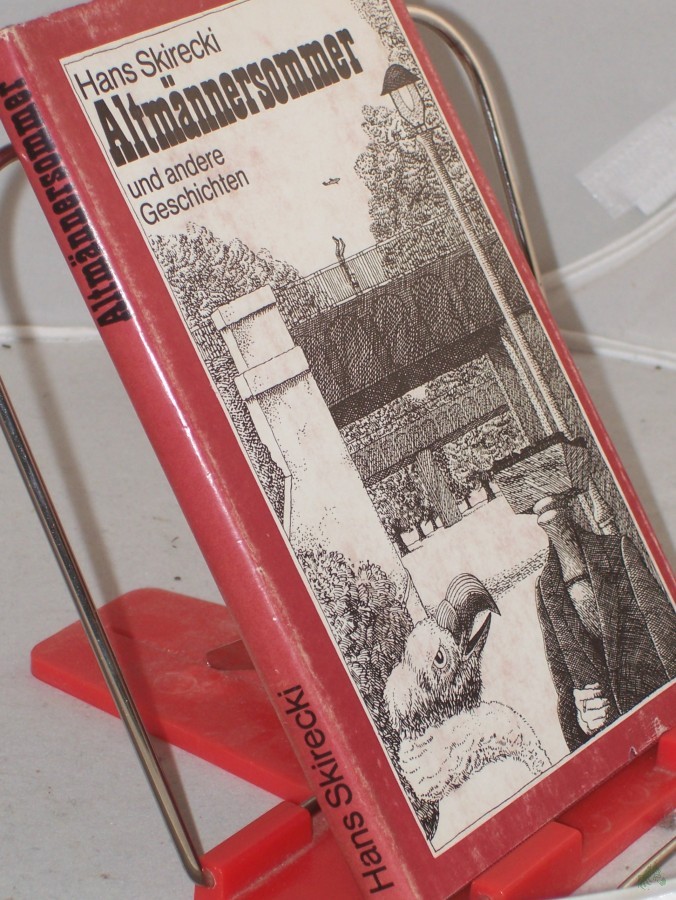 Hans Skirecki
Altmännersommer
und andere
Geschichten
Altmännersommer
Hans Skirecki